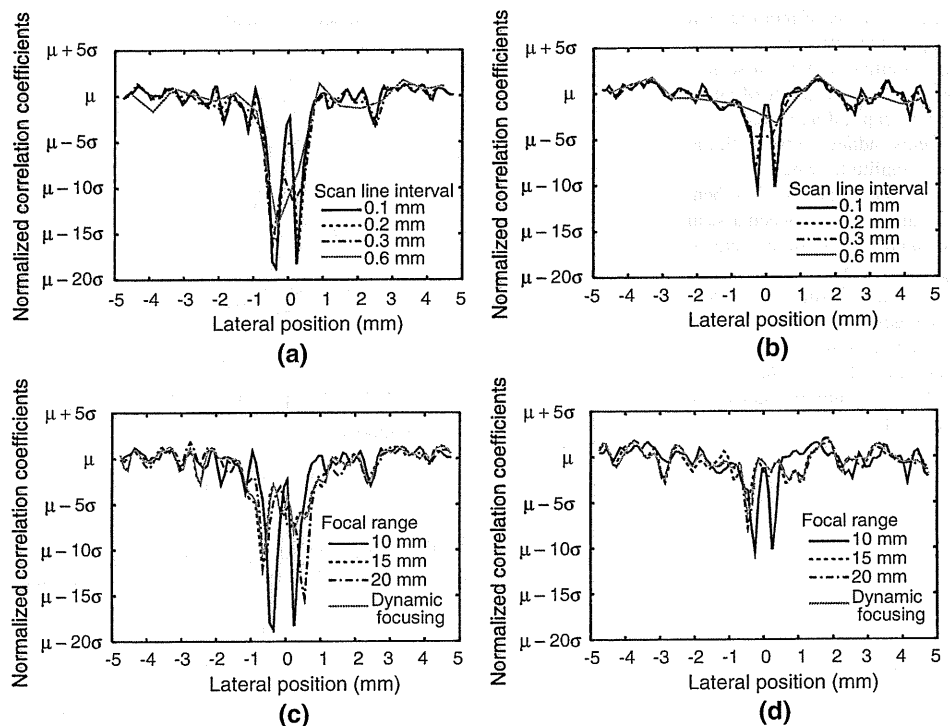 Normalized correlation coefficients
μ + 5σ
μ
μ − 5σ
μ − 10σ
μ − 15σ
μ − 20σ
Scan line interval
0.1 mm
0.2 mm
0.3 mm
0.6 mm
-5 -4 -3 -2 -1 0 1 2 3 4 5
Lateral position (mm)
(a)
Normalized correlation coefficients
μ + 5σ
μ
μ − 5σ
μ − 10σ
μ − 15σ
μ − 20σ
Scan line interval
0.1 mm
0.2 mm
0.3 mm
0.6 mm
-5 -4 -3 -2 -1 0 1 2 3 4 5
Lateral position (mm)
(b)
Normalized correlation coefficients
μ + 5σ
μ
μ − 5σ
μ − 10σ
μ − 15σ
μ − 20σ
Focal range
10 mm
15 mm
20 mm
Dynamic
focusing
-5 -4 -3 -2 -1 0 1 2 3 4 5
Lateral position (mm)
(c)
Normalized correlation coefficients
μ + 5σ
μ
μ − 5σ
μ − 10σ
μ − 15σ
μ − 20σ
Focal range
10 mm
15 mm
20 mm
Dynamic
focusing
-5 -4 -3 -2 -1 0 1 2 3 4 5
Lateral position (mm)
(d)